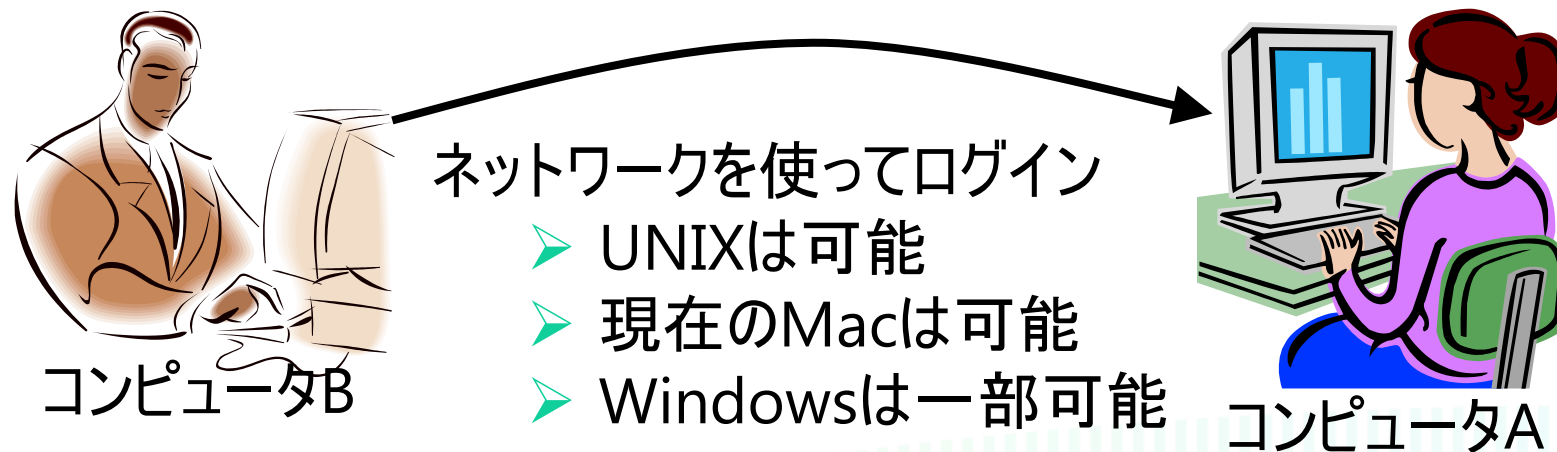 ネットワークを使ってログイン
➢ UNIXは可能
➢ 現在のMacは可能
➢ Windowsは一部可能
コンピュータB
コンピュータA